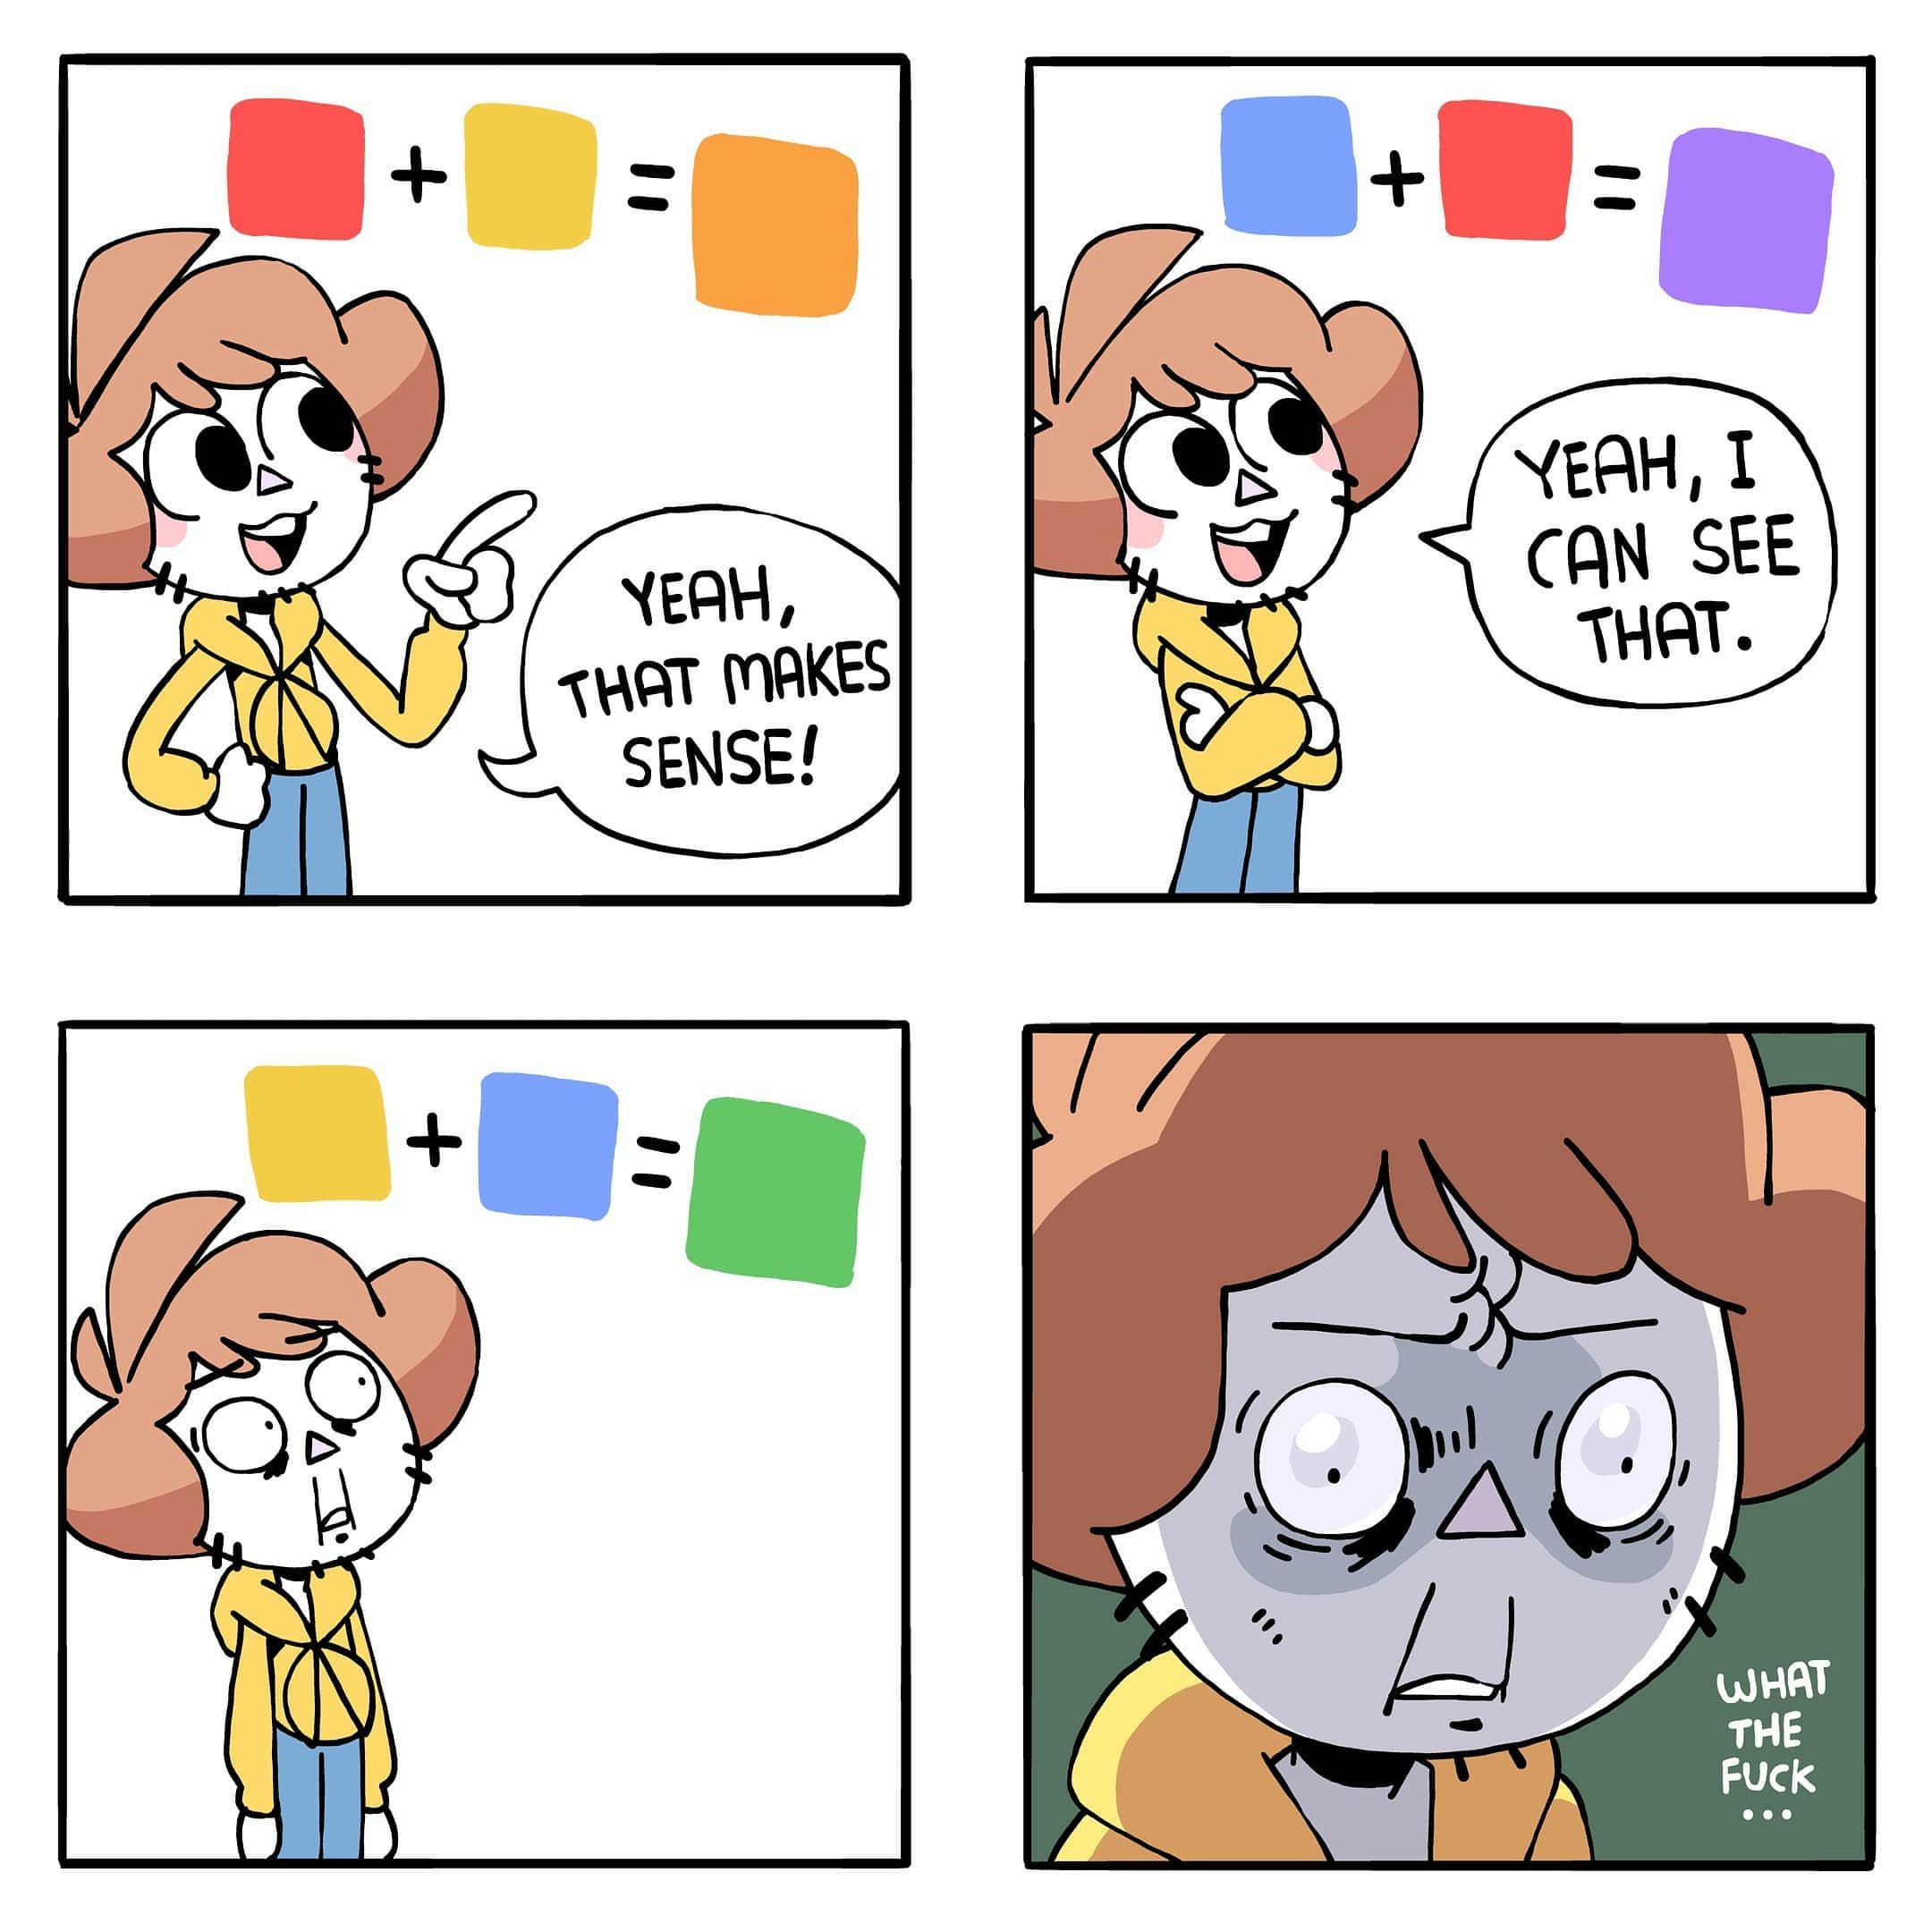 + =
YEAH,
THAT MAKES
SENSE!
+ =
YEAH, I
CAN SEE
THAT.
+ =
WHAT
THE
FUCK
...